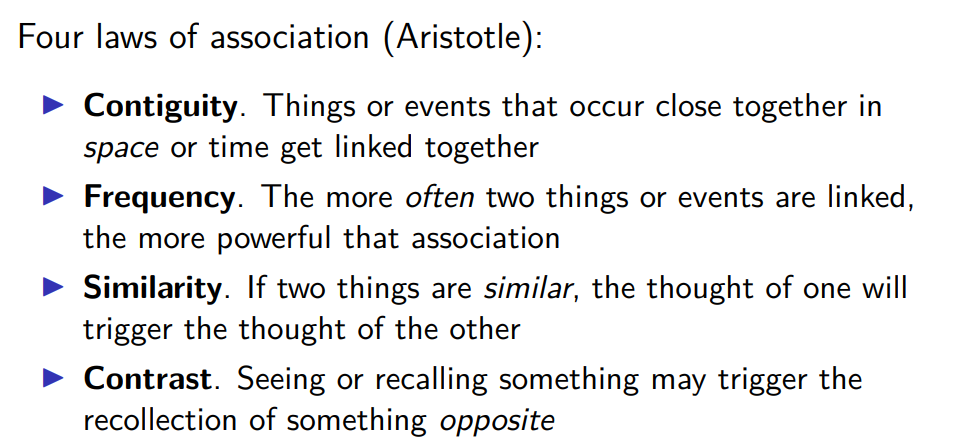 Four laws of association (Aristotle):
▶ Contiguity. Things or events that occur close together in
space or time get linked together
▶ Frequency. The more often two things or events are linked,
the more powerful that association
▶ Similarity. If two things are similar, the thought of one will
trigger the thought of the other
▶ Contrast. Seeing or recalling something may trigger the
recollection of something opposite